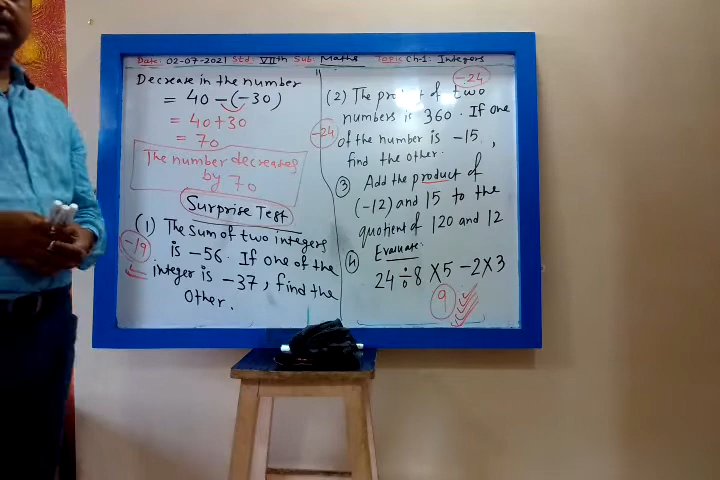 Date: 02-07-2021 Std: VIIth Sub: Maths Topic Ch-1: Integers
Decrease in the number
= 40 - (-30)
= 40 + 30
= 70
The number decreases
by 70
Surprise Test
(1) The sum of two integers
is -56. If one of the
integer is -37, find the
Other.
-19
-24
(2) The product of two
numbers is 360. If one
of the number is -15,
find the other.
-24
3 Add the product of
(-12) and 15 to the
quotient of 120 and 12
4 Evaluate:
24 ÷ 8 × 5 - 2 × 3
9